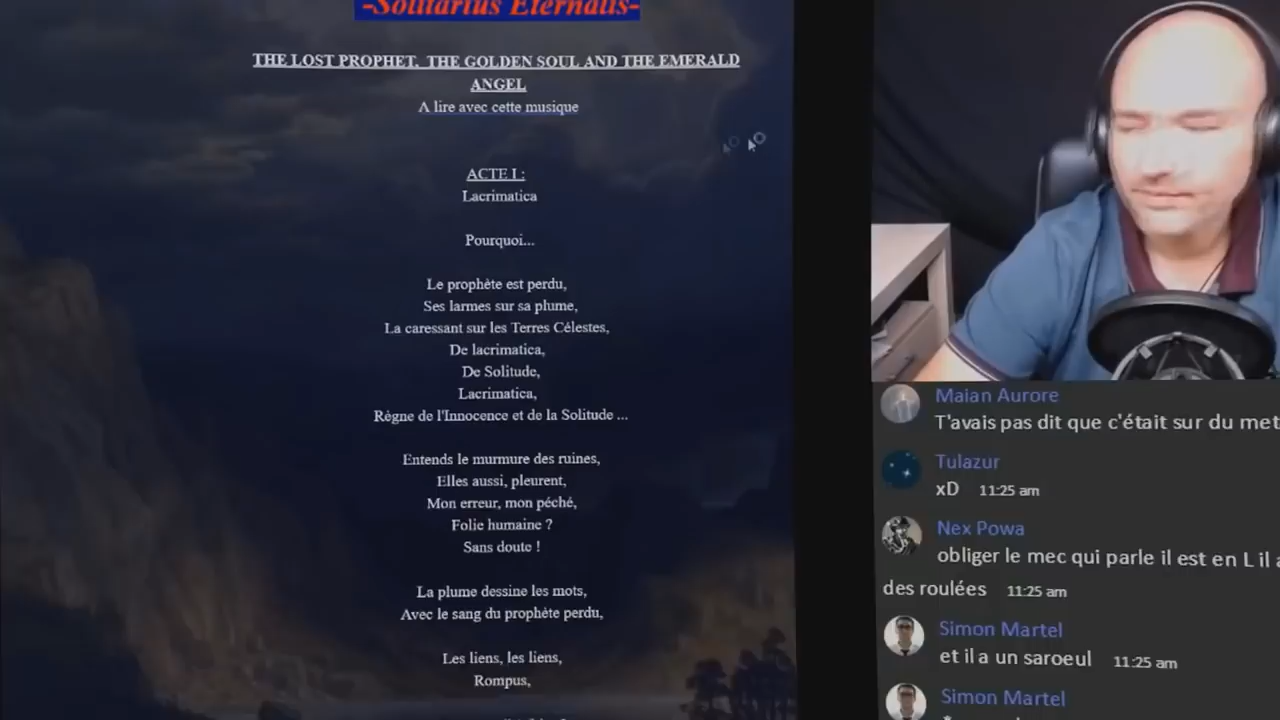 -Solitarius Eternalis-
THE LOST PROPHET, THE GOLDEN SOUL AND THE EMERALD
ANGEL
A lire avec cette musique
ACTE I :
Lacrimatica
Pourquoi...
Le prophète est perdu,
Ses larmes sur sa plume,
La caressant sur les Terres Célestes,
De lacrimatica,
De Solitude,
Lacrimatica,
Règne de l'Innocence et de la Solitude ...
Entends le murmure des ruines,
Elles aussi, pleurent,
Mon erreur, mon péché,
Folie humaine ?
Sans doute !
La plume dessine les mots,
Avec le sang du prophète perdu,
Les liens, les liens,
Rompus,
Maian Aurore
T'avais pas dit que c'était sur du met
Tulazur
xD 11:25 am
Nex Powa
obliger le mec qui parle il est en L il a
des roulées 11:25 am
Simon Martel
et il a un saroeul 11:25 am
Simon Martel